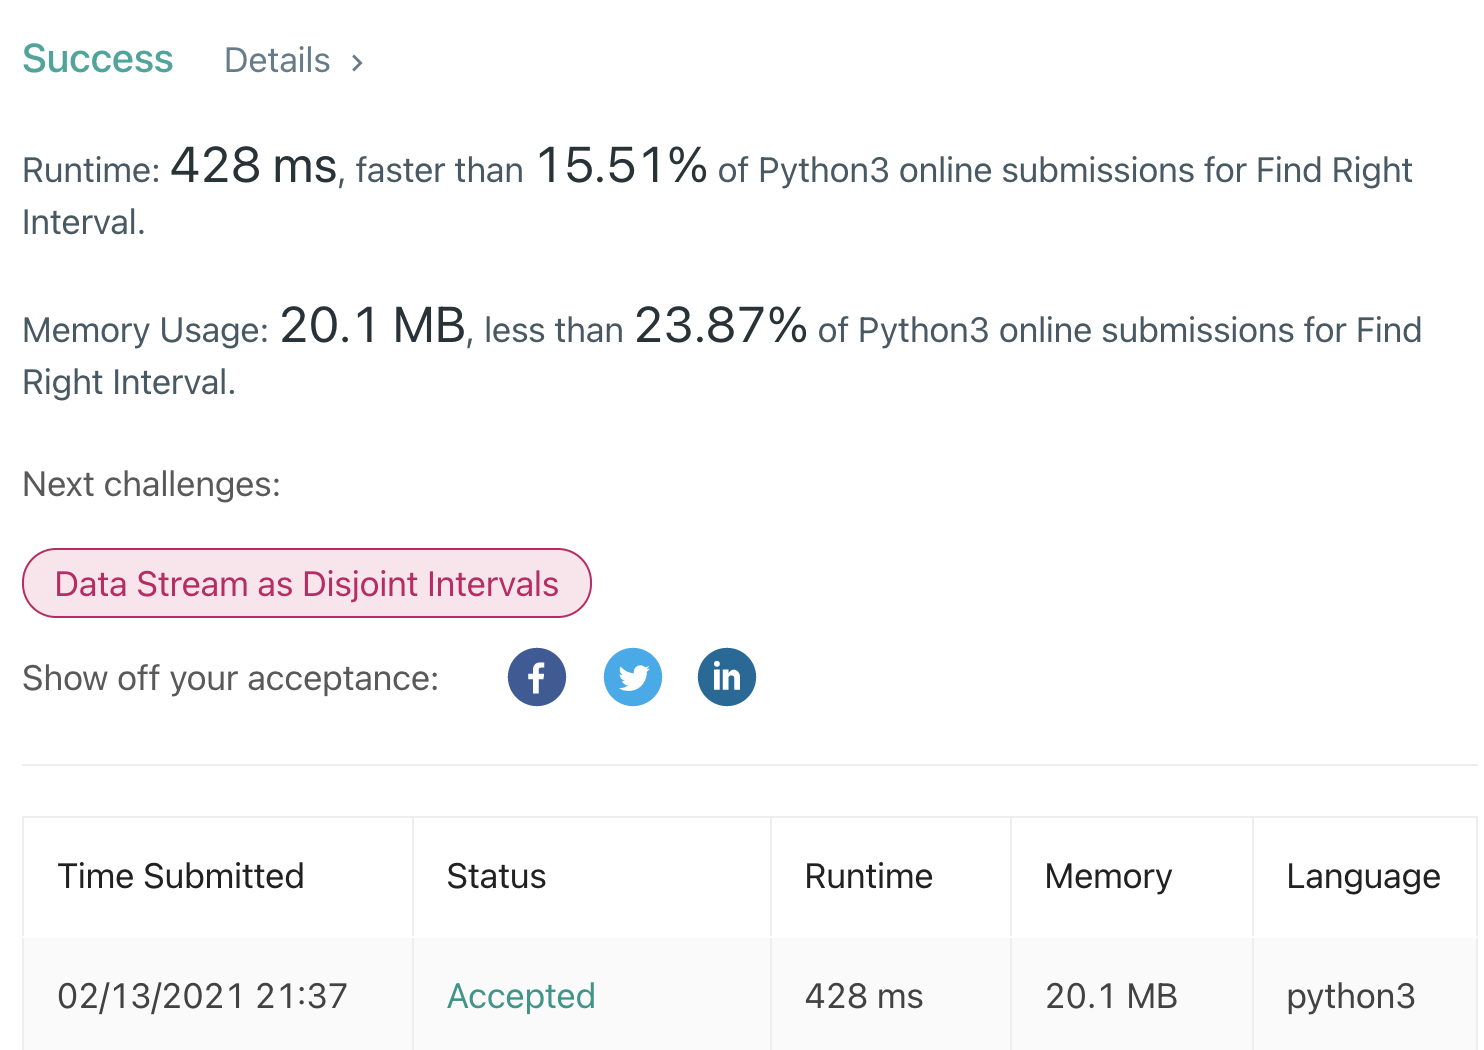 Success Details >
Runtime: 428 ms, faster than 15.51% of Python3 online submissions for Find Right
Interval.
Memory Usage: 20.1 MB, less than 23.87% of Python3 online submissions for Find
Right Interval.
Next challenges:
Data Stream as Disjoint Intervals
Show off your acceptance: f in
Time Submitted Status Runtime Memory Language
02/13/2021 21:37 Accepted 428 ms 20.1 MB python3